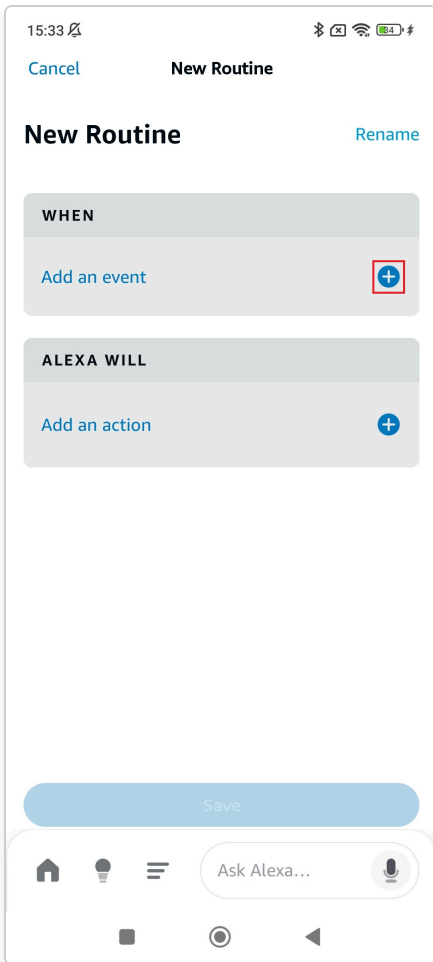 15:33
84
Cancel
New Routine
New Routine
Rename
WHEN
Add an event
ALEXA WILL
Add an action
Save
Ask Alexa...